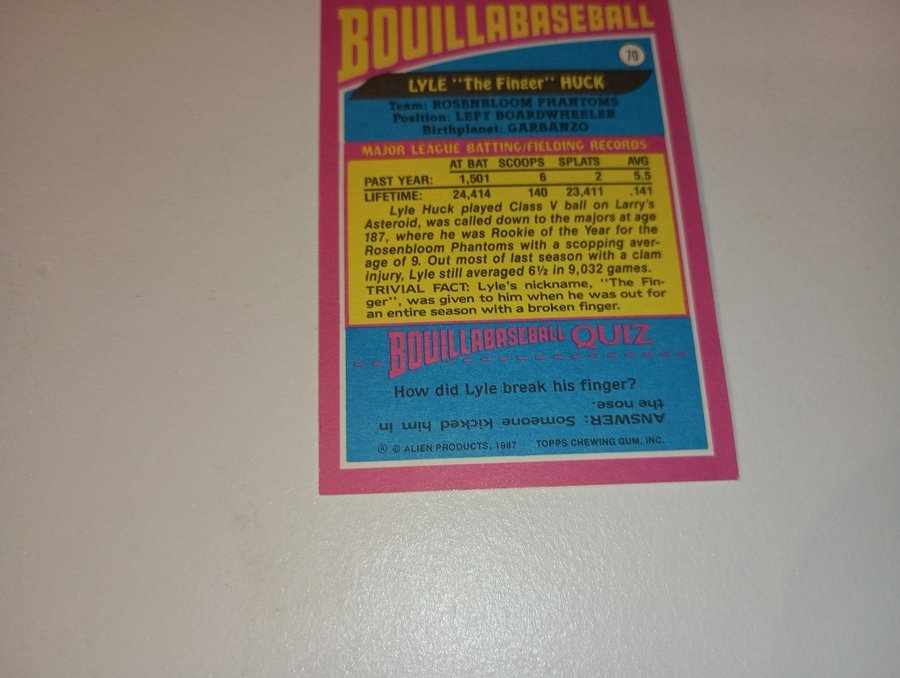 BOUILLABASEBALL
70
LYLE "The Finger" HUCK
Team: ROSENBLOOM PHANTOMS
Position: LEFT BOARDWHEELER
Birthplanet: GARBANZO
MAJOR LEAGUE BATTING/FIELDING RECORDS
AT BAT SCOOPS SPLATS AVG
PAST YEAR: 1,501 6 2 5.5
LIFETIME: 24,414 140 23,411 .141
Lyle Huck played Class V ball on Larry's
Asteroid, was called down to the majors at age
187, where he was Rookie of the Year for the
Rosenbloom Phantoms with a scopping aver-
age of 9. Out most of last season with a clam
injury, Lyle still averaged 6½ in 9,032 games.
TRIVIAL FACT: Lyle's nickname, "The Fin-
ger", was given to him when he was out for
an entire season with a broken finger.
BOUILLABASEBALL QUIZ
How did Lyle break his finger?
ANSWER: Someone kicked him in
the nose.
® © ALIEN PRODUCTS, 1987 TOPPS CHEWING GUM, INC.